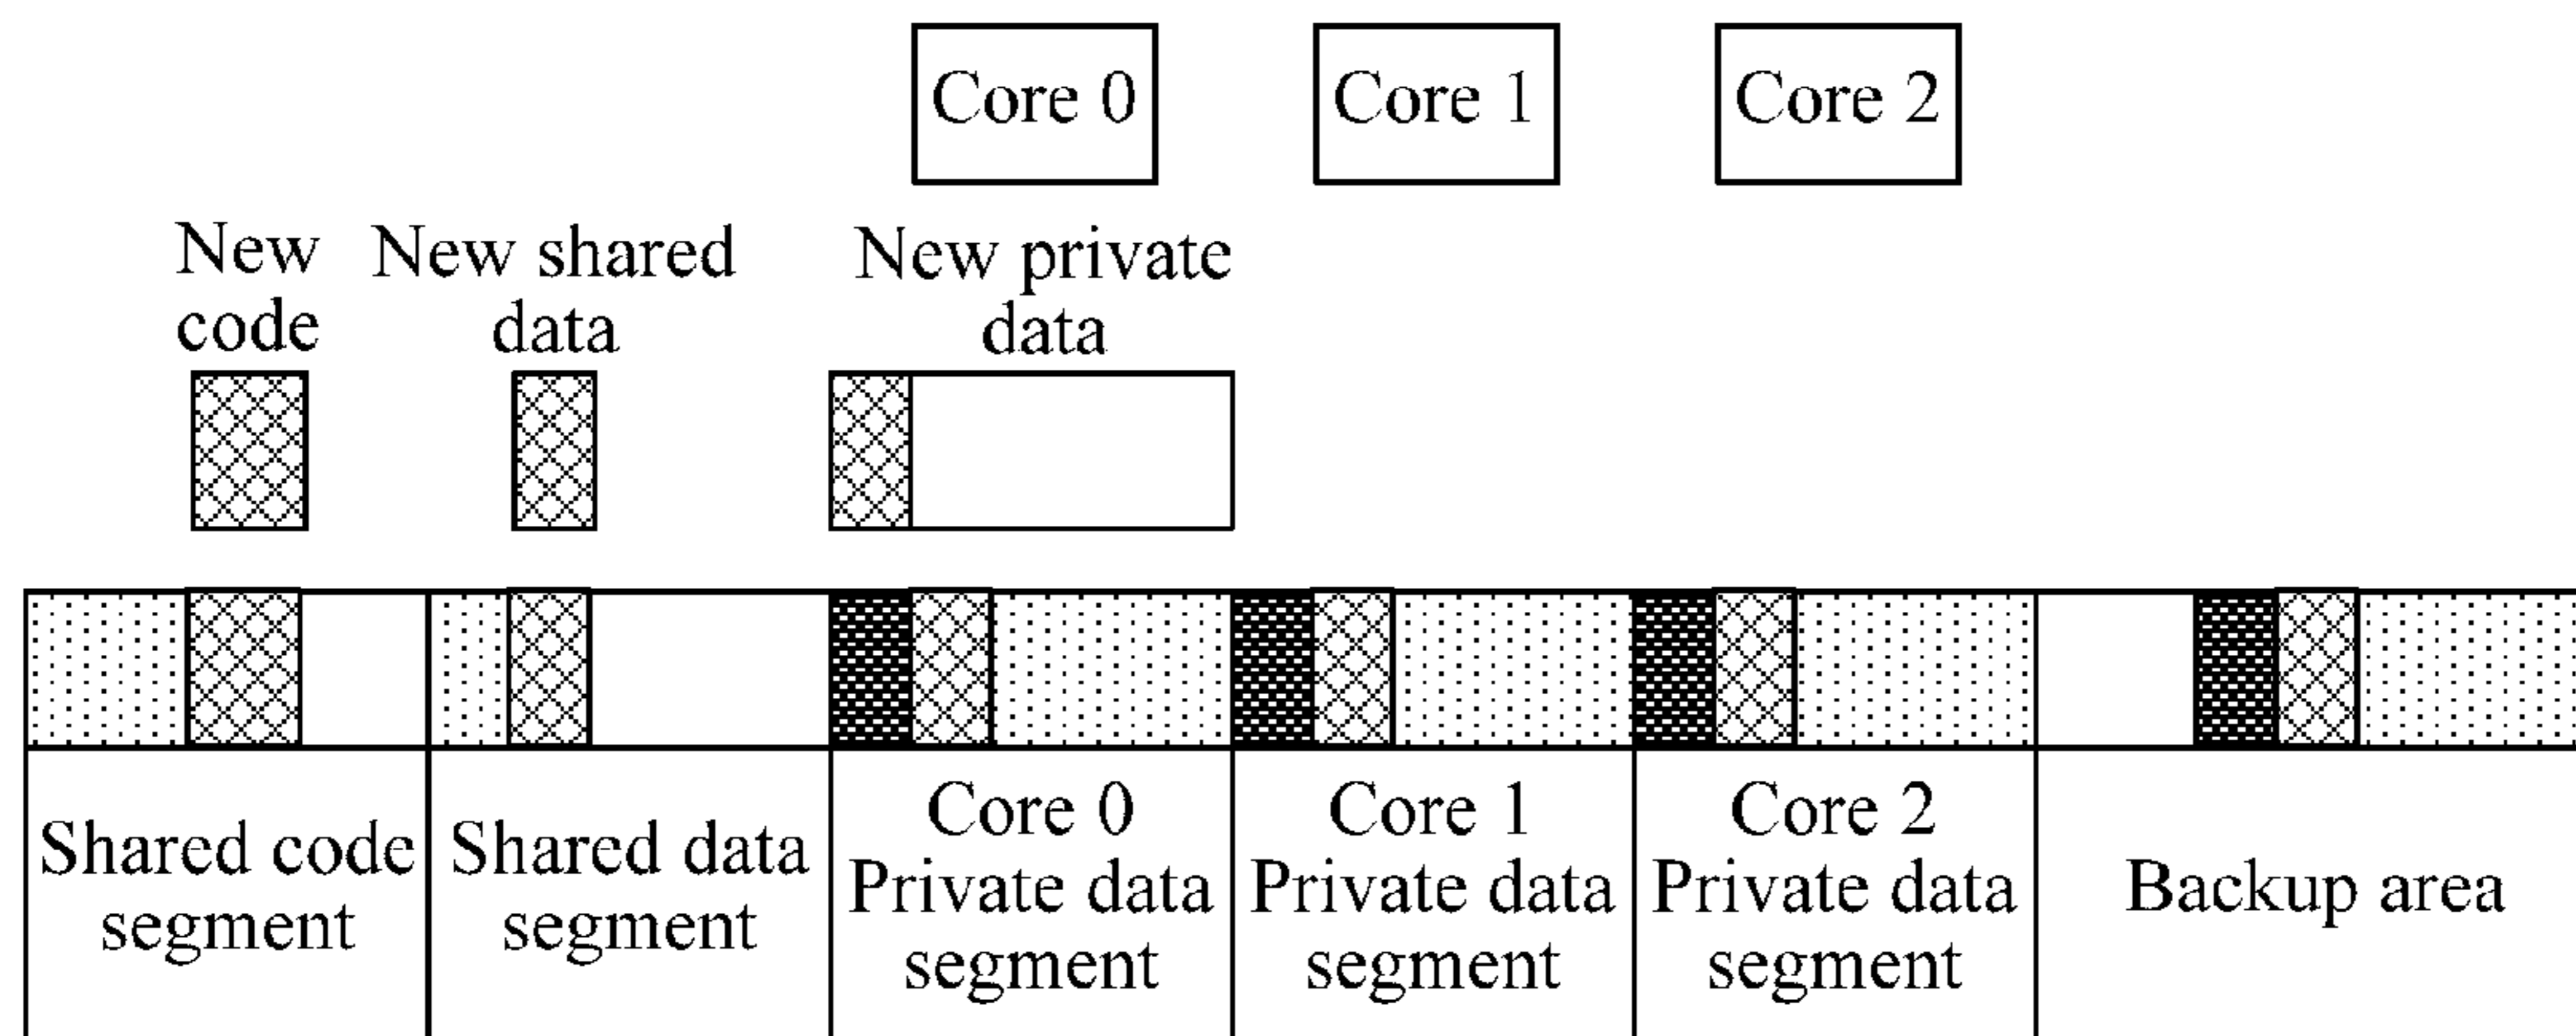 Core 0
Core 1
Core 2
New
code
New shared
data
New private
data
Shared code
segment
Shared data
segment
Core 0
Private data
segment
Core 1
Private data
segment
Core 2
Private data
segment
Backup area